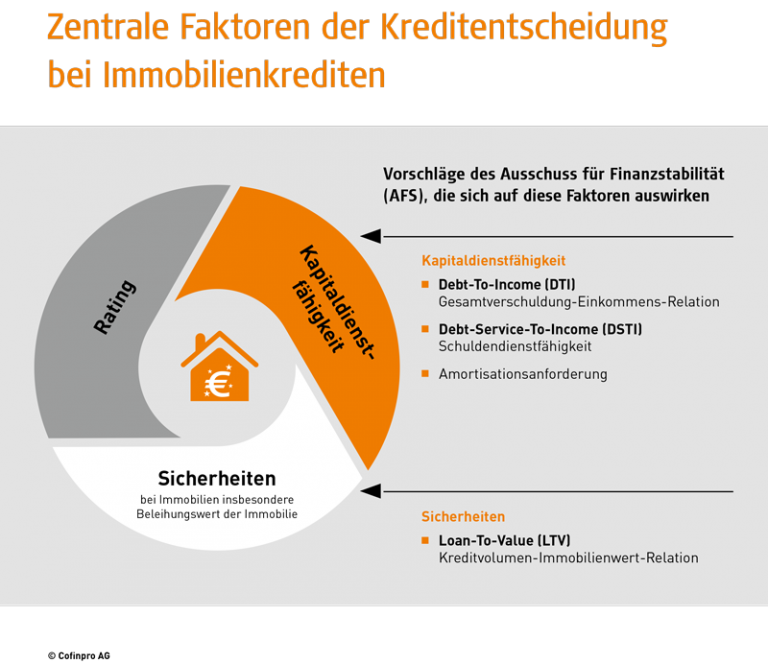 Zentrale Faktoren der Kreditentscheidung
bei Immobilienkrediten
Vorschläge des Ausschuss für Finanzstabilität
(AFS), die sich auf diese Faktoren auswirken
Rating
Kapitaldienst-
fähigkeit
€
Sicherheiten
bei Immobilien insbesondere
Beleihungswert der Immobilie
Kapitaldienstfähigkeit
Debt-To-Income (DTI)
Gesamtverschuldung-Einkommens-Relation
Debt-Service-To-Income (DSTI)
Schuldendienstfähigkeit
Amortisationsanforderung
Sicherheiten
Loan-To-Value (LTV)
Kreditvolumen-Immobilienwert-Relation
© Cofinpro AG